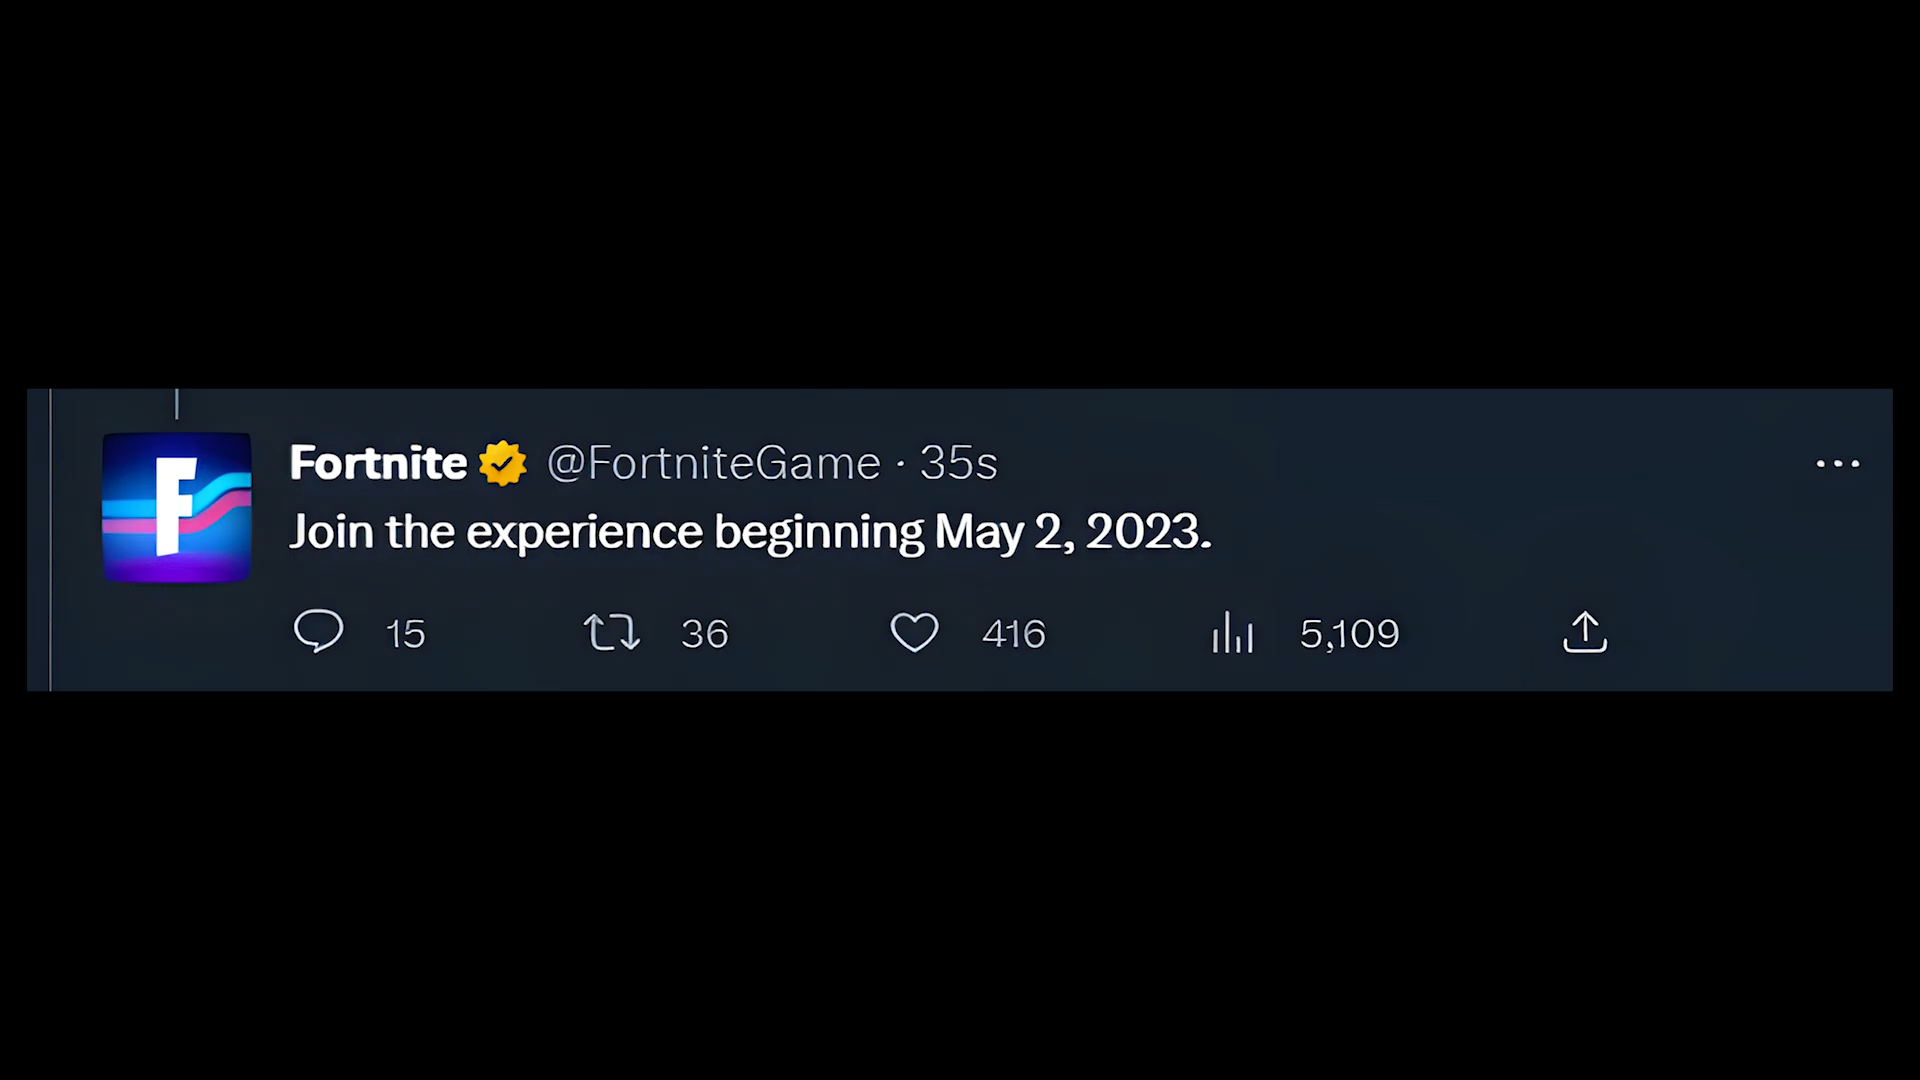 Fortnite @FortniteGame · 35s
Join the experience beginning May 2, 2023.
15 36 416 5,109